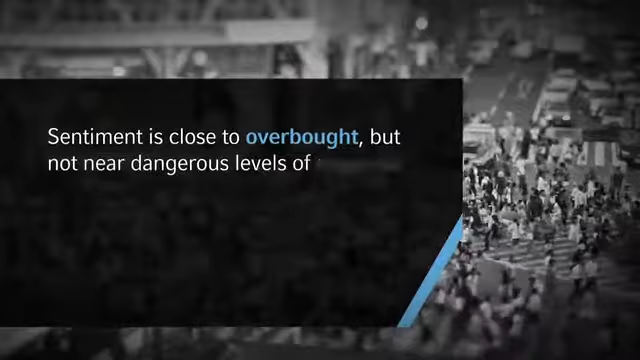 Sentiment is close to overbought, but
not near dangerous levels of